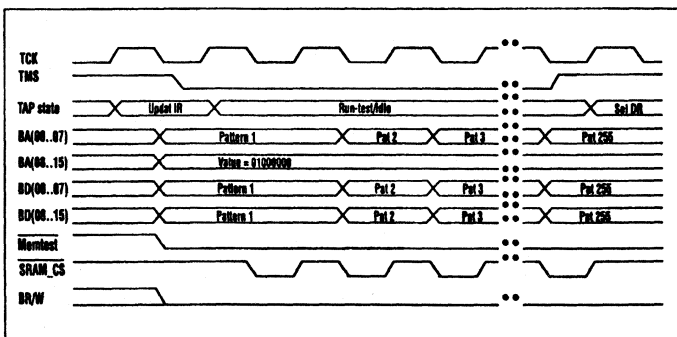 TCK
TMS
TAP state Updat IR Run-test/Idle Sel DR
BA(00..07) Pattern 1 Pat 2 Pat 3 Pat 256
BA(08..15) Value = 01000000
BD(00..07) Pattern 1 Pat 2 Pat 3 Pat 256
BD(08..15) Pattern 1 Pat 2 Pat 3 Pat 256
Memtest
SRAM_CS
BR/W